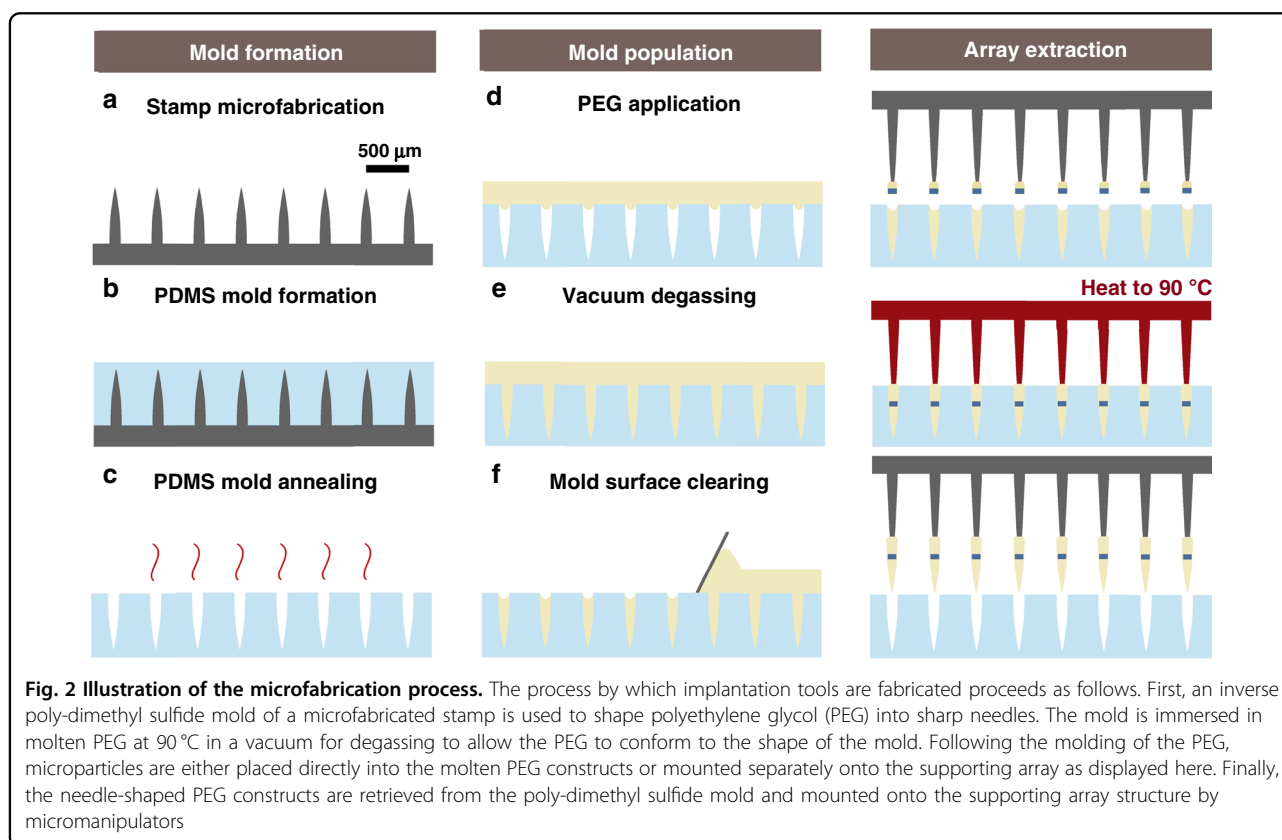 Mold formation
Mold population
Array extraction
a Stamp microfabrication
500 μm
b PDMS mold formation
c PDMS mold annealing
d PEG application
e Vacuum degassing
f Mold surface clearing
Heat to 90 °C
Fig. 2 Illustration of the microfabrication process. The process by which implantation tools are fabricated proceeds as follows. First, an inverse
poly-dimethyl sulfide mold of a microfabricated stamp is used to shape polyethylene glycol (PEG) into sharp needles. The mold is immersed in
molten PEG at 90 °C in a vacuum for degassing to allow the PEG to conform to the shape of the mold. Following the molding of the PEG,
microparticles are either placed directly into the molten PEG constructs or mounted separately onto the supporting array as displayed here. Finally,
the needle-shaped PEG constructs are retrieved from the poly-dimethyl sulfide mold and mounted onto the supporting array structure by
micromanipulators